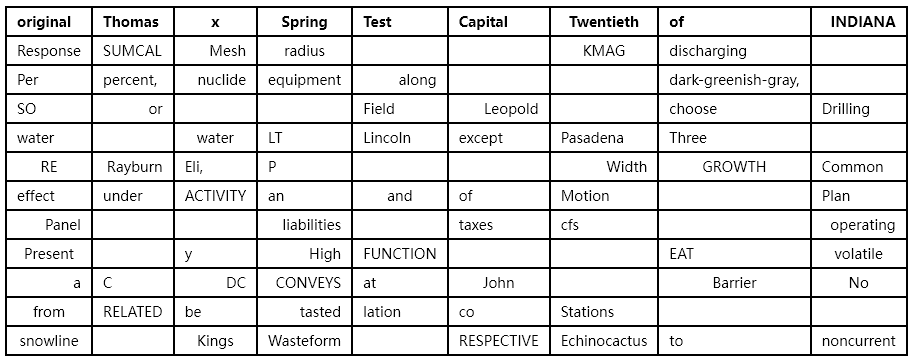 original Thomas x Spring Test Capital Twentieth of INDIANA
Response SUMCAL Mesh radius KMAG discharging
Per percent, nuclide equipment along dark-greenish-gray,
SO or Field Leopold choose Drilling
water water LT Lincoln except Pasadena Three
RE Rayburn Eli, P Width GROWTH Common
effect under ACTIVITY an and of Motion Plan
Panel liabilities taxes cfs operating
Present y High FUNCTION EAT volatile
a C DC CONVEYS at John Barrier No
from RELATED be tasted lation co Stations
snowline Kings Wasteform RESPECTIVE Echinocactus to noncurrent